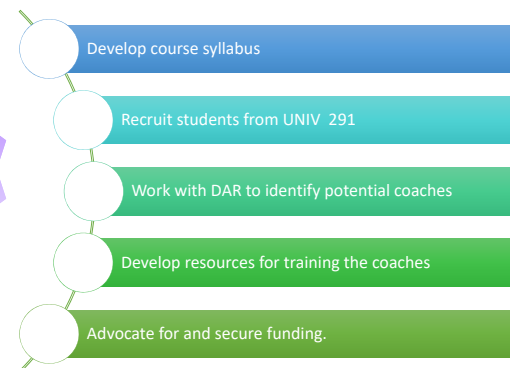 Develop course syllabus
Recruit students from UNIV 291
Work with DAR to identify potential coaches
Develop resources for training the coaches
Advocate for and secure funding.